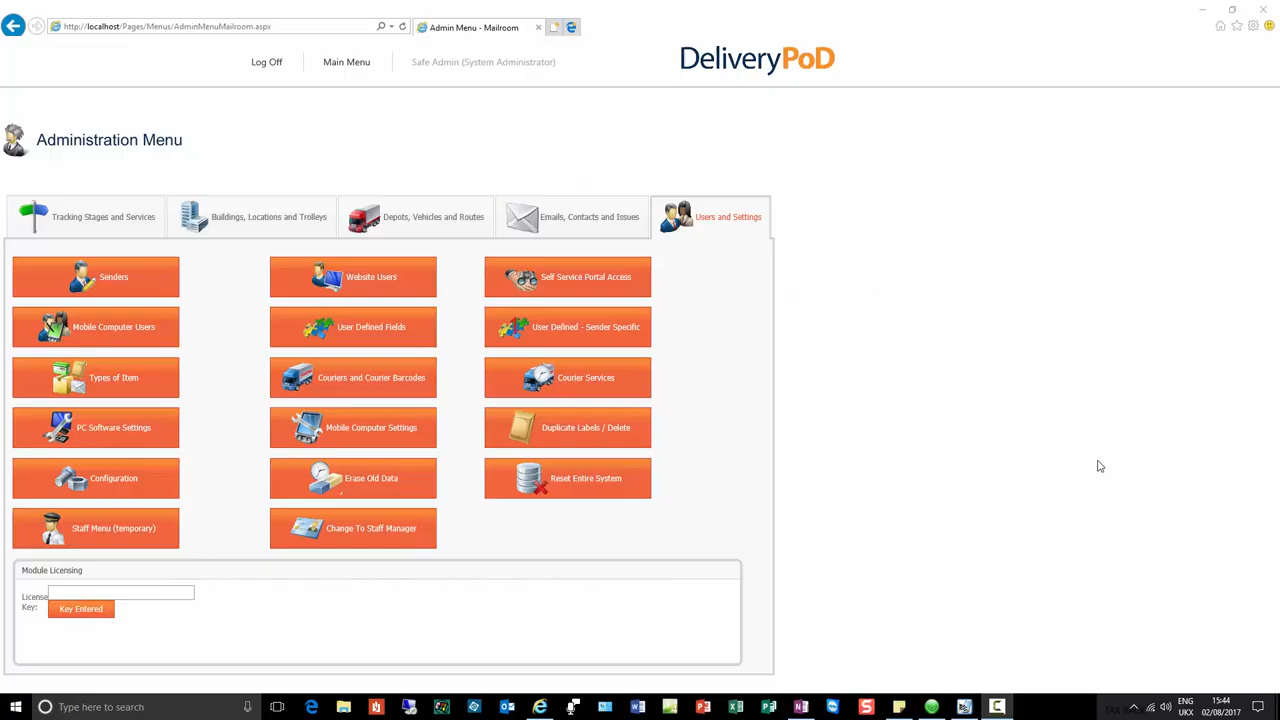 http://localhost/Pages/Menus/AdminMenuMailroom.aspx
Admin Menu - Mailroom
Log Off
Main Menu
Safe Admin (System Administrator)
DeliveryPoD
Administration Menu
Tracking Stages and Services
Buildings, Locations and Trolleys
Depots, Vehicles and Routes
Emails, Contacts and Issues
Users and Settings
Senders
Website Users
Self Service Portal Access
Mobile Computer Users
User Defined Fields
User Defined - Sender Specific
Types of Item
Couriers and Courier Barcodes
Courier Services
PC Software Settings
Mobile Computer Settings
Duplicate Labels / Delete
Configuration
Erase Old Data
Reset Entire System
Staff Menu (temporary)
Change To Staff Manager
Module Licensing
License
Key:
Key Entered
Type here to search
ENG
UKX
15:44
02/08/2017